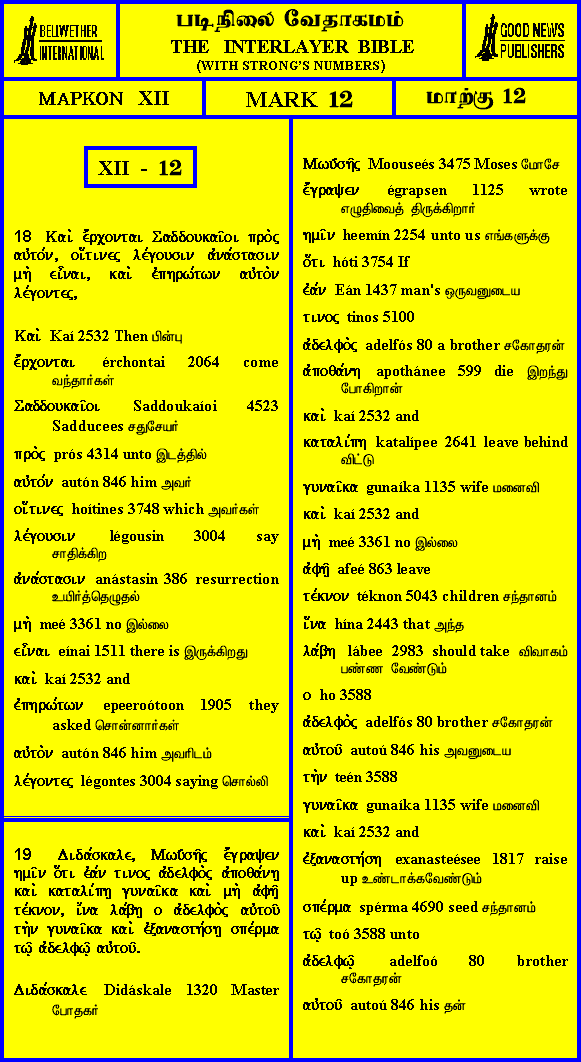 BELLWETHER
INTERNATIONAL
படிநிலை வேதாகமம்
THE INTERLAYER BIBLE
(WITH STRONG'S NUMBERS)
GOOD NEWS
PUBLISHERS
ΜΑΡΚΟΝ XII
MARK 12
மாற்கு 12
XII - 12
18 Καὶ ἔρχονται Σαδδουκαῖοι πρὸς
αὐτόν, οἵτινες λέγουσιν ἀνάστασιν
μὴ εἶναι, καὶ ἐπηρώτων αὐτὸν
λέγοντες,
Καὶ Kaí 2532 Then பின்பு
ἔρχονται érchontai 2064 come
வந்தார்கள்
Σαδδουκαῖοι Saddoukaíoi 4523
Sadducees சதுசேயர்
πρὸς prós 4314 unto இடத்தில்
αὐτόν autón 846 him அவர்
οἵτινες hoítines 3748 which அவர்கள்
λέγουσιν légousin 3004 say
சாதிக்கிற
ἀνάστασιν anástasin 386 resurrection
உயிர்த்தெழுதல்
μὴ meé 3361 no இல்லை
εἶναι eínai 1511 there is இருக்கிறது
καὶ kaí 2532 and
ἐπηρώτων epeeroótoon 1905 they
asked சொன்னார்கள்
αὐτὸν autón 846 him அவரிடம்
λέγοντες légontes 3004 saying சொல்லி
19 Διδάσκαλε, Μωϋσῆς ἔγραψεν
ημῖν ὅτι ἐάν τινος ἀδελφὸς ἀποθάνῃ
καὶ καταλίπῃ γυναῖκα καὶ μὴ ἀφῇ
τέκνον, ἵνα λάβῃ ο ἀδελφὸς αὐτοῦ
τὴν γυναῖκα καὶ ἐξαναστήσῃ σπέρμα
τῷ ἀδελφῷ αὐτοῦ.
Διδάσκαλε Didáskale 1320 Master
போதகர்
Μωϋσῆς Moouseés 3475 Moses மோசே
ἔγραψεν égrapsen 1125 wrote
எழுதிவைத் திருக்கிறார்
ημῖν heemín 2254 unto us எங்களுக்கு
ὅτι hóti 3754 If
ἐάν Eán 1437 man's ஒருவனுடைய
τινος tinos 5100
ἀδελφὸς adelfós 80 a brother சகோதரன்
ἀποθάνῃ apothánee 599 die இறந்து
போகிறான்
καὶ kaí 2532 and
καταλίπῃ katalípee 2641 leave behind
விட்டு
γυναῖκα gunaíka 1135 wife மனைவி
καὶ kaí 2532 and
μὴ meé 3361 no இல்லை
ἀφῇ afeé 863 leave
τέκνον téknon 5043 children சந்தானம்
ἵνα hína 2443 that அந்த
λάβῃ lábee 2983 should take விவாகம்
பண்ண வேண்டும்
ο ho 3588
ἀδελφὸς adelfós 80 brother சகோதரன்
αὐτοῦ autoú 846 his அவனுடைய
τὴν teén 3588
γυναῖκα gunaíka 1135 wife மனைவி
καὶ kaí 2532 and
ἐξαναστήσῃ exanasteésee 1817 raise
up உண்டாக்கவேண்டும்
σπέρμα spérma 4690 seed சந்தானம்
τῷ toó 3588 unto
ἀδελφῷ adelfoó 80 brother
சகோதரன்
αὐτοῦ autoú 846 his தன்